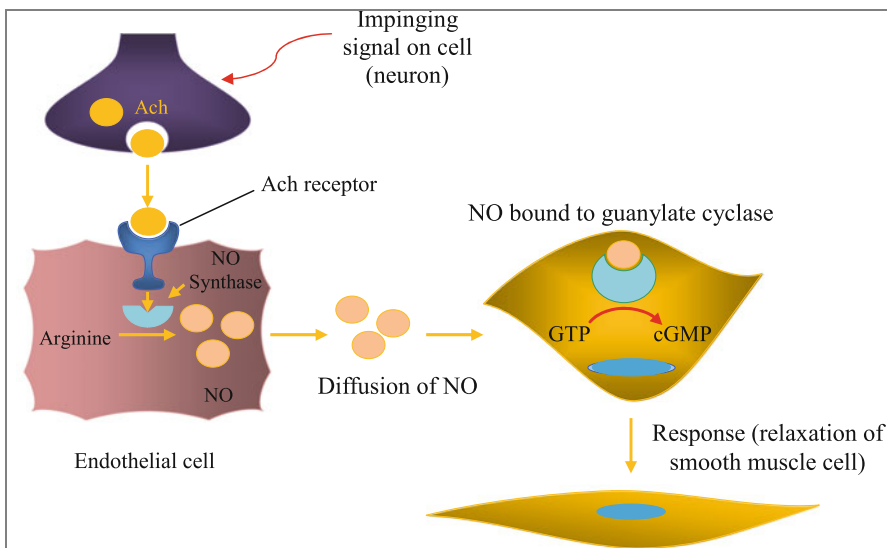 Impinging
signal on cell
(neuron)
Ach
Ach receptor
NO
Synthase
Arginine
NO
Endothelial cell
Diffusion of NO
NO bound to guanylate cyclase
GTP
cGMP
Response (relaxation of
smooth muscle cell)